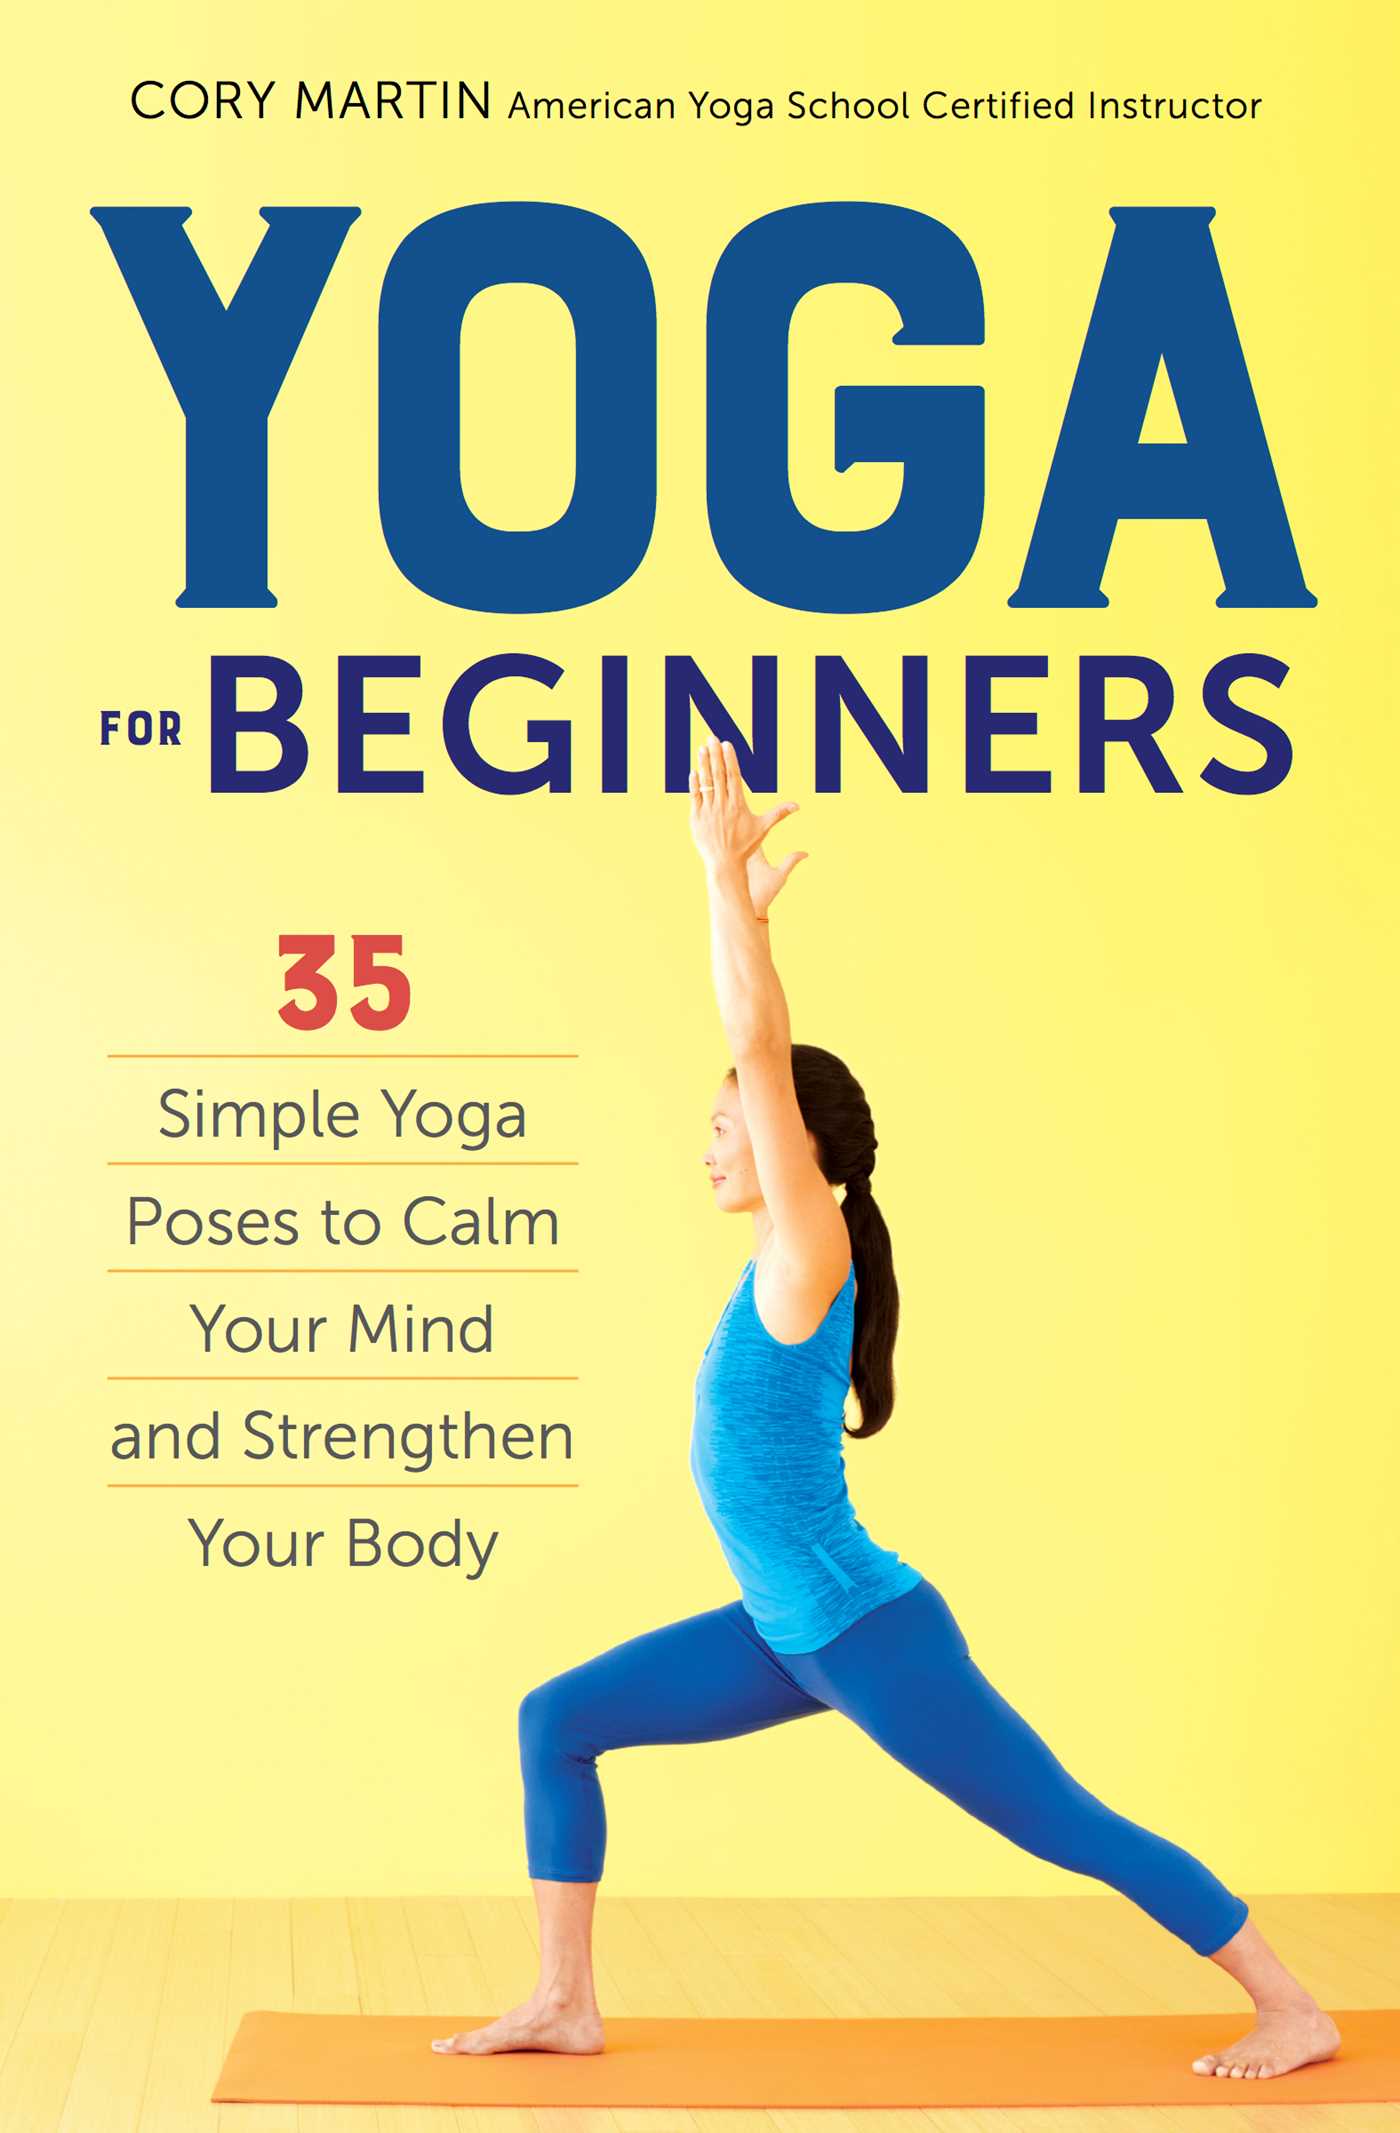 CORY MARTIN American Yoga School Certified Instructor
YOGA
FOR BEGINNERS
35
Simple Yoga
Poses to Calm
Your Mind
and Strengthen
Your Body